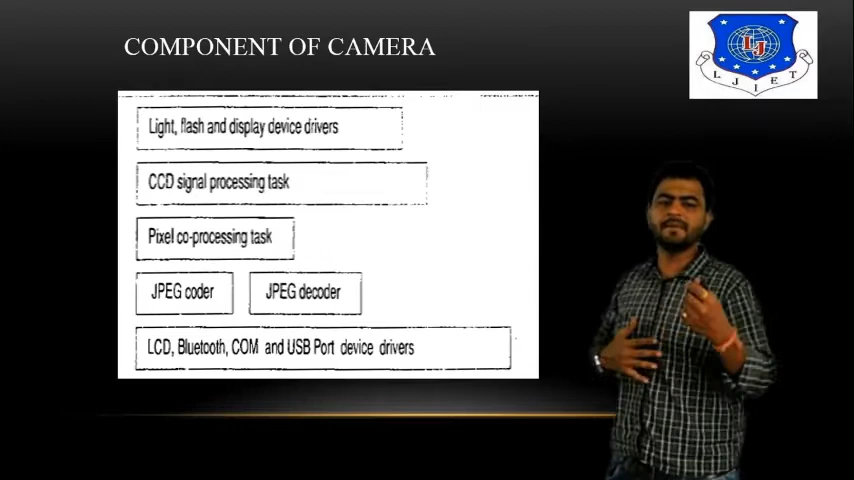 COMPONENT OF CAMERA
LJ
LJIET
Light, flash and display device drivers
CCD signal processing task
Pixel co-processing task
JPEG coder
JPEG decoder
LCD, Bluetooth, COM and USB Port device drivers